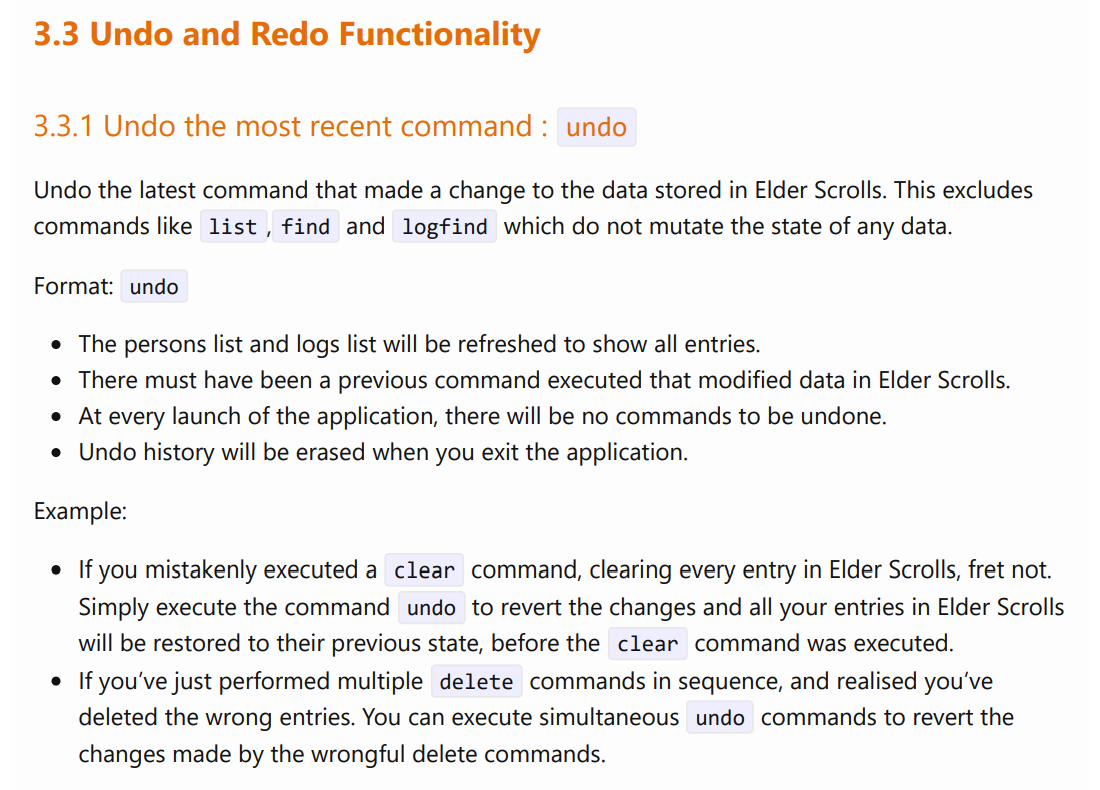 3.3 Undo and Redo Functionality
3.3.1 Undo the most recent command : undo
Undo the latest command that made a change to the data stored in Elder Scrolls. This excludes
commands like list , find and logfind which do not mutate the state of any data.
Format: undo
• The persons list and logs list will be refreshed to show all entries.
• There must have been a previous command executed that modified data in Elder Scrolls.
• At every launch of the application, there will be no commands to be undone.
• Undo history will be erased when you exit the application.
Example:
• If you mistakenly executed a clear command, clearing every entry in Elder Scrolls, fret not.
Simply execute the command undo to revert the changes and all your entries in Elder Scrolls
will be restored to their previous state, before the clear command was executed.
• If you’ve just performed multiple delete commands in sequence, and realised you’ve
deleted the wrong entries. You can execute simultaneous undo commands to revert the
changes made by the wrongful delete commands.